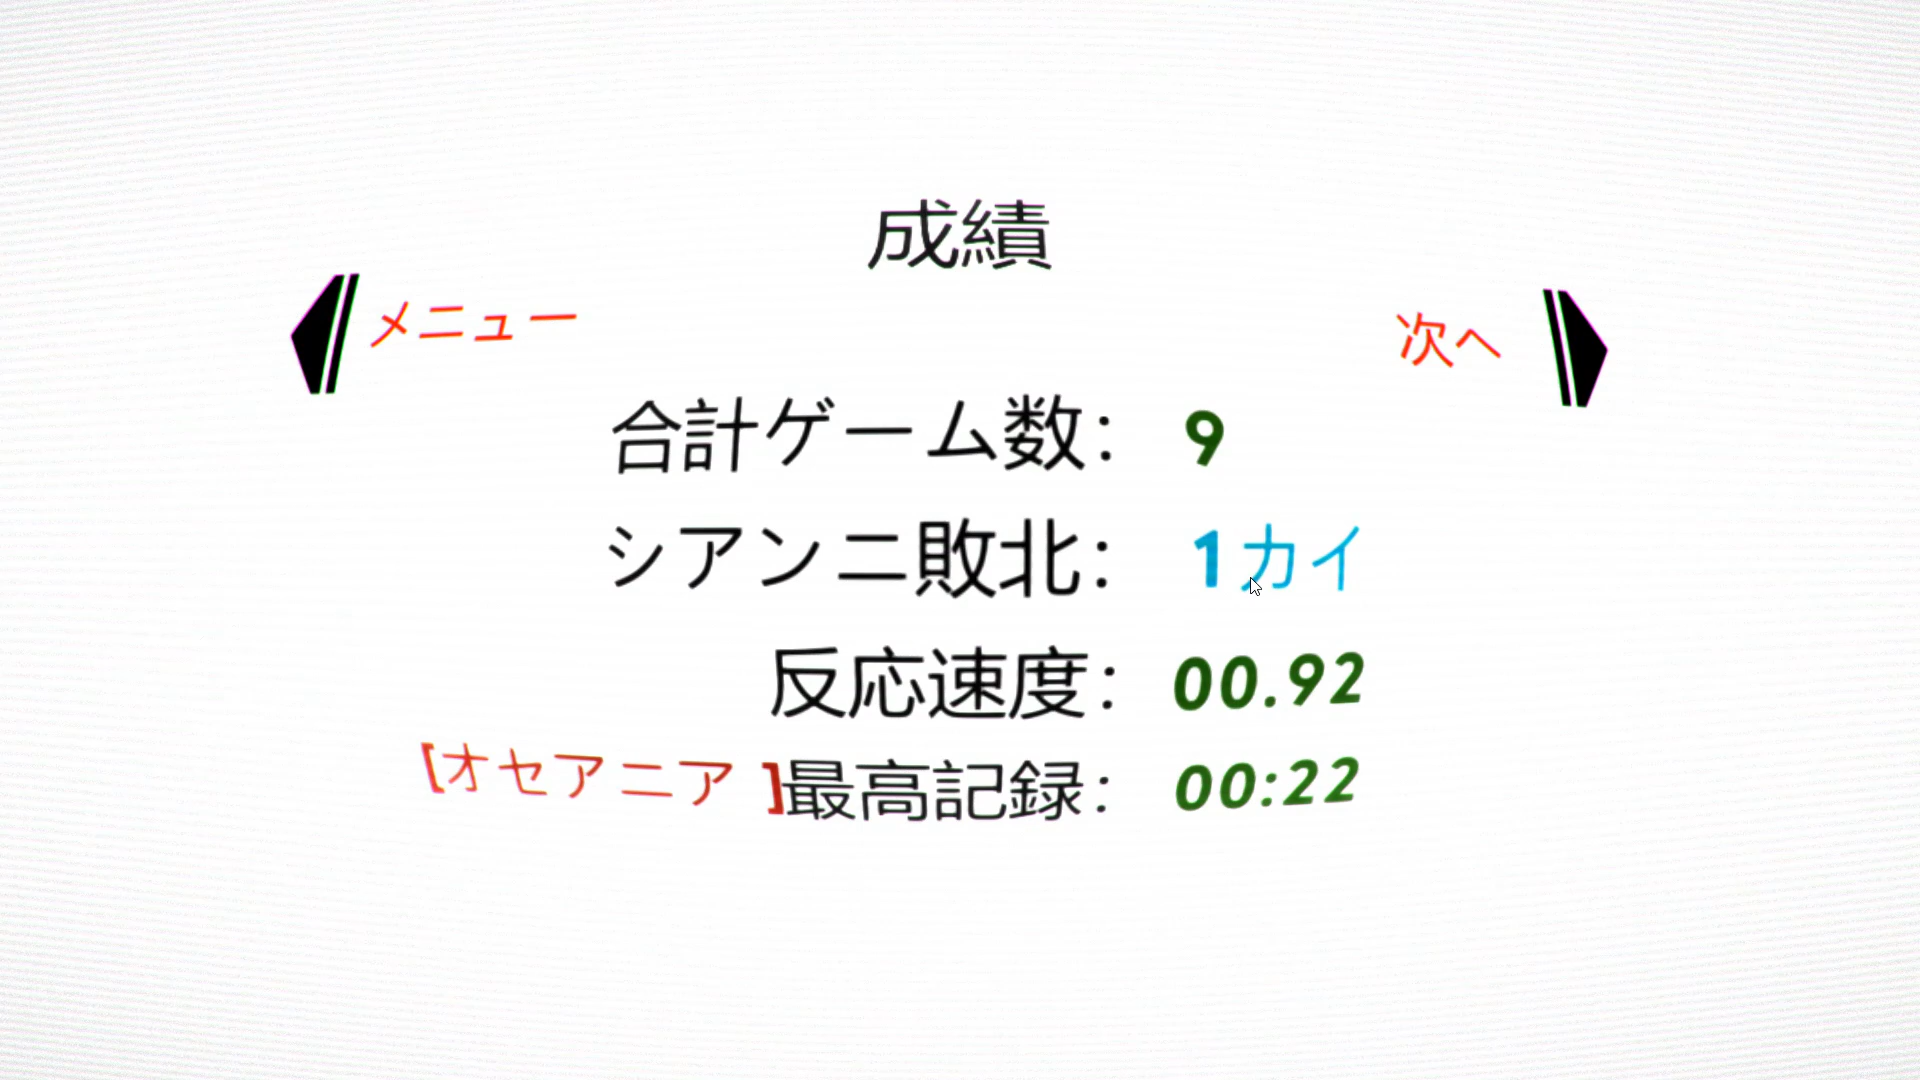 成績
メニュー
次へ
合計ゲーム数: 9
シアンニ敗北: 1カイ
反応速度: 00.92
[オセアニア ]最高記録: 00:22